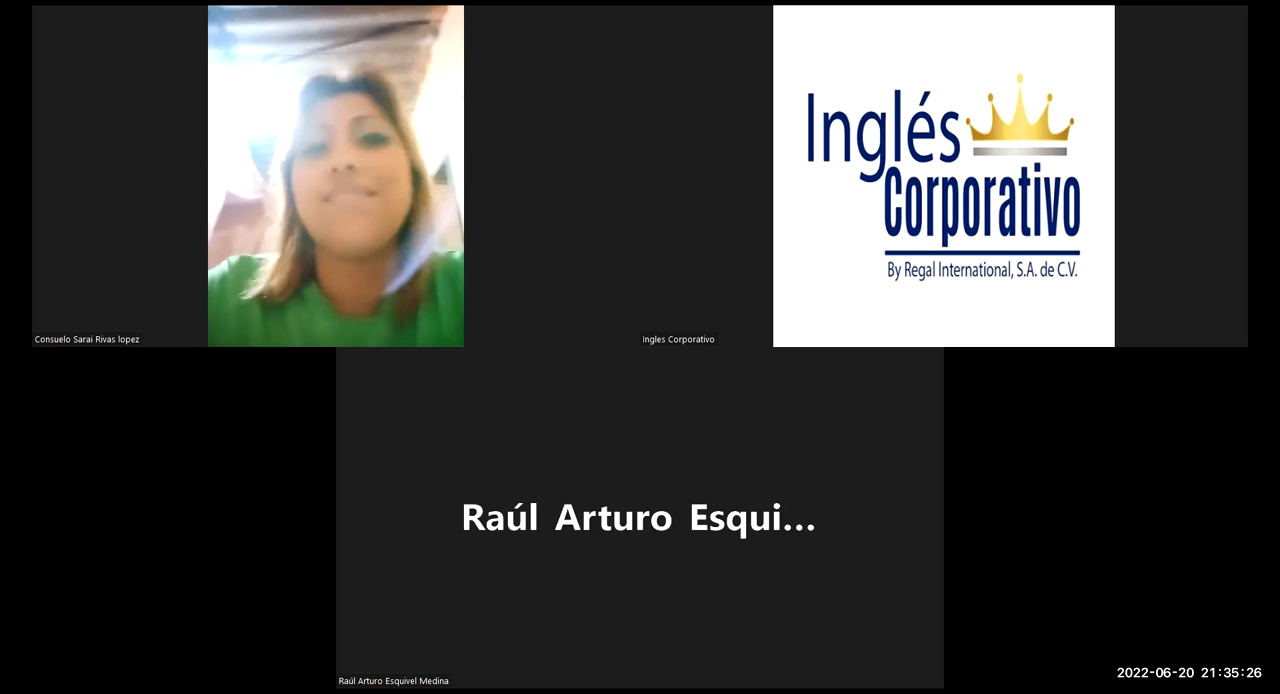 Inglés
Corporativo
By Regal International, S.A. de C.V.
Consuelo Sarai Rivas lopez
Ingles Corporativo
Raúl Arturo Esqui...
Raúl Arturo Esquivel Medina
2022-06-20 21:35:26